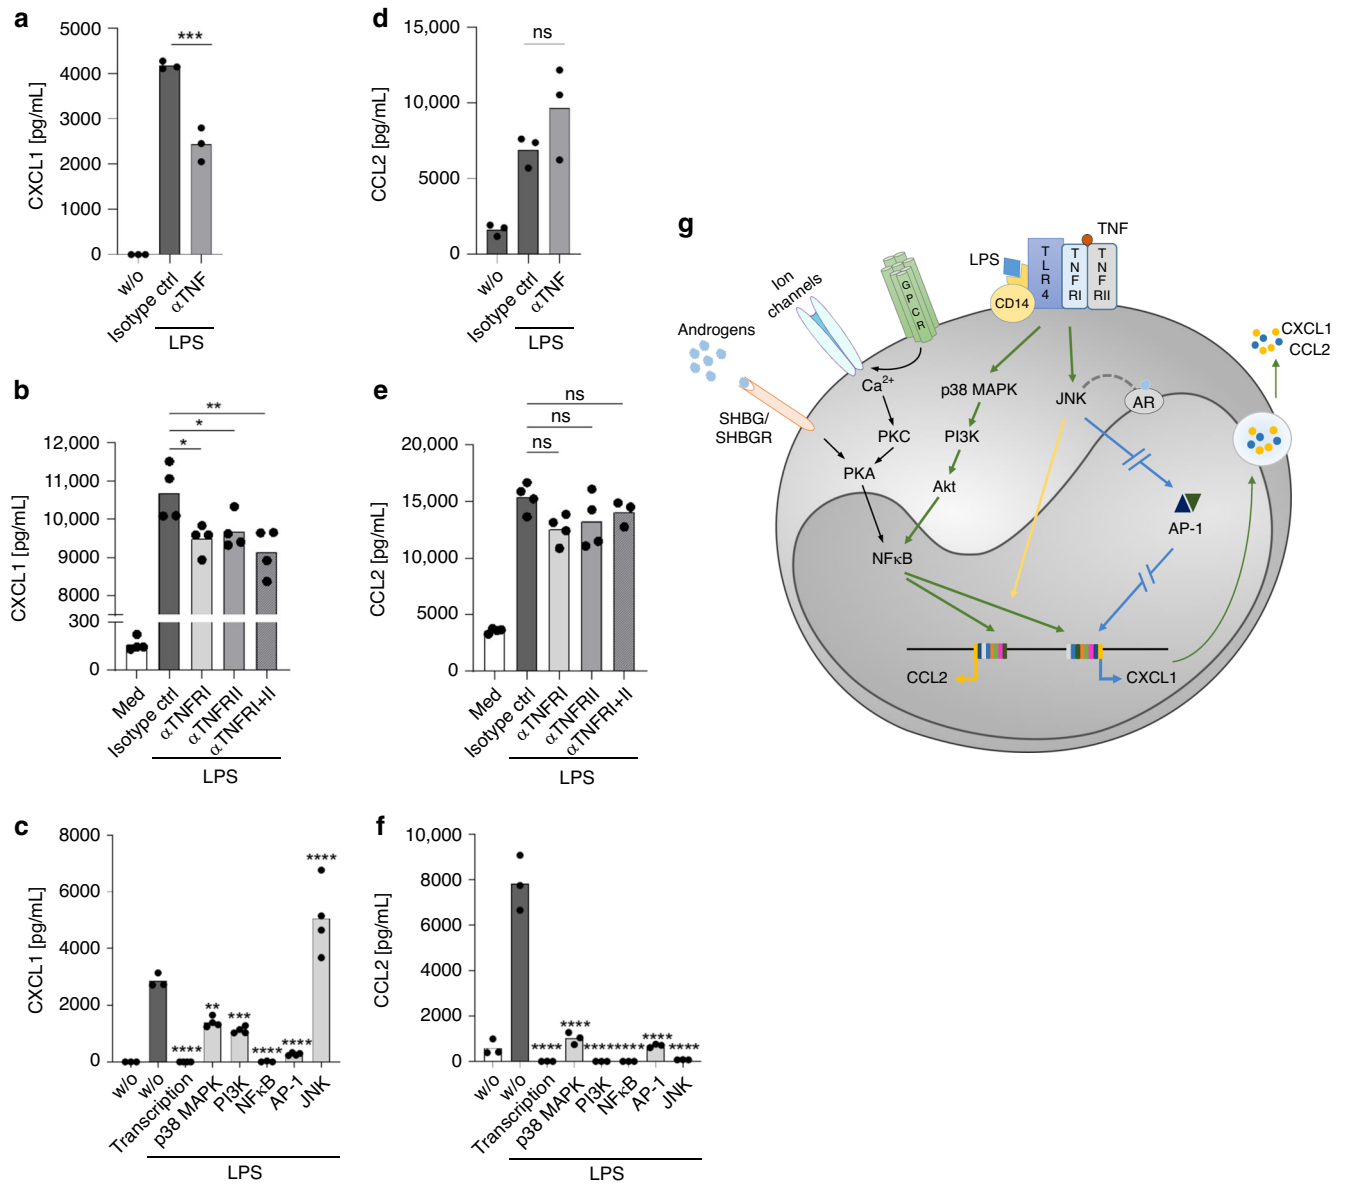 a
CXCL1 [pg/mL]
5000
4000
3000
2000
1000
0
***
w/o
Isotype ctrl
αTNF
LPS
d
CCL2 [pg/mL]
15,000
10,000
5000
0
ns
w/o
Isotype ctrl
αTNF
LPS
b
CXCL1 [pg/mL]
12,000
11,000
10,000
9000
8000
300
0
**
*
*
Med
Isotype ctrl
αTNFRI
αTNFRII
αTNFRI+II
LPS
e
CCL2 [pg/mL]
20,000
15,000
10,000
5000
0
ns
ns
ns
Med
Isotype ctrl
αTNFRI
αTNFRII
αTNFRI+II
LPS
c
CXCL1 [pg/mL]
8000
6000
4000
2000
0
****
**
***
****
****
****
w/o
w/o
Transcription
p38 MAPK
PI3K
NFκB
AP-1
JNK
LPS
f
CCL2 [pg/mL]
10,000
8000
6000
4000
2000
0
****
****
****
****
****
****
w/o
w/o
Transcription
p38 MAPK
PI3K
NFκB
AP-1
JNK
LPS
g
TNF
LPS
CD14
TLR4
TNFRI
TNFRII
Ion
channels
GPCR
Androgens
SHBG/
SHBGR
Ca2+
PKC
PKA
p38 MAPK
PI3K
Akt
NFκB
JNK
AR
AP-1
CXCL1
CCL2
CCL2
CXCL1